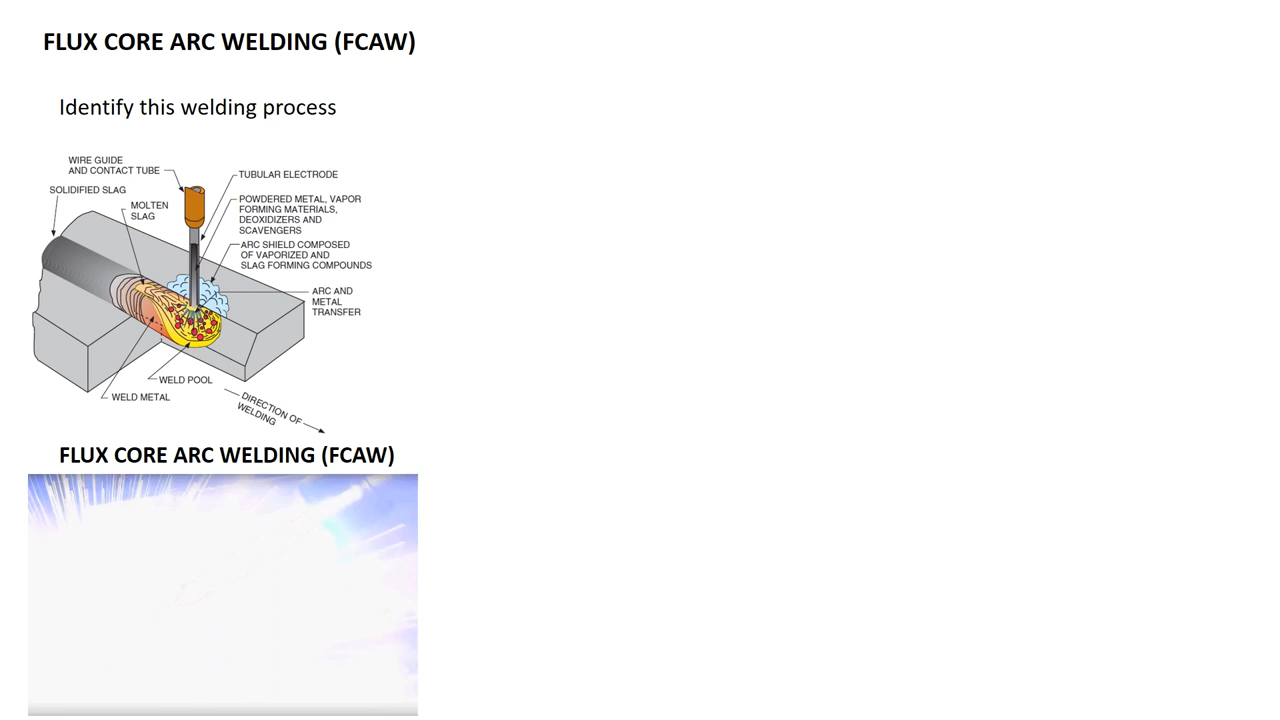 FLUX CORE ARC WELDING (FCAW)
Identify this welding process
WIRE GUIDE
AND CONTACT TUBE
SOLIDIFIED SLAG
MOLTEN
SLAG
TUBULAR ELECTRODE
POWDERED METAL, VAPOR
FORMING MATERIALS,
DEOXIDIZERS AND
SCAVENGERS
ARC SHIELD COMPOSED
OF VAPORIZED AND
SLAG FORMING COMPOUNDS
ARC AND
METAL
TRANSFER
WELD POOL
WELD METAL
DIRECTION OF
WELDING
FLUX CORE ARC WELDING (FCAW)